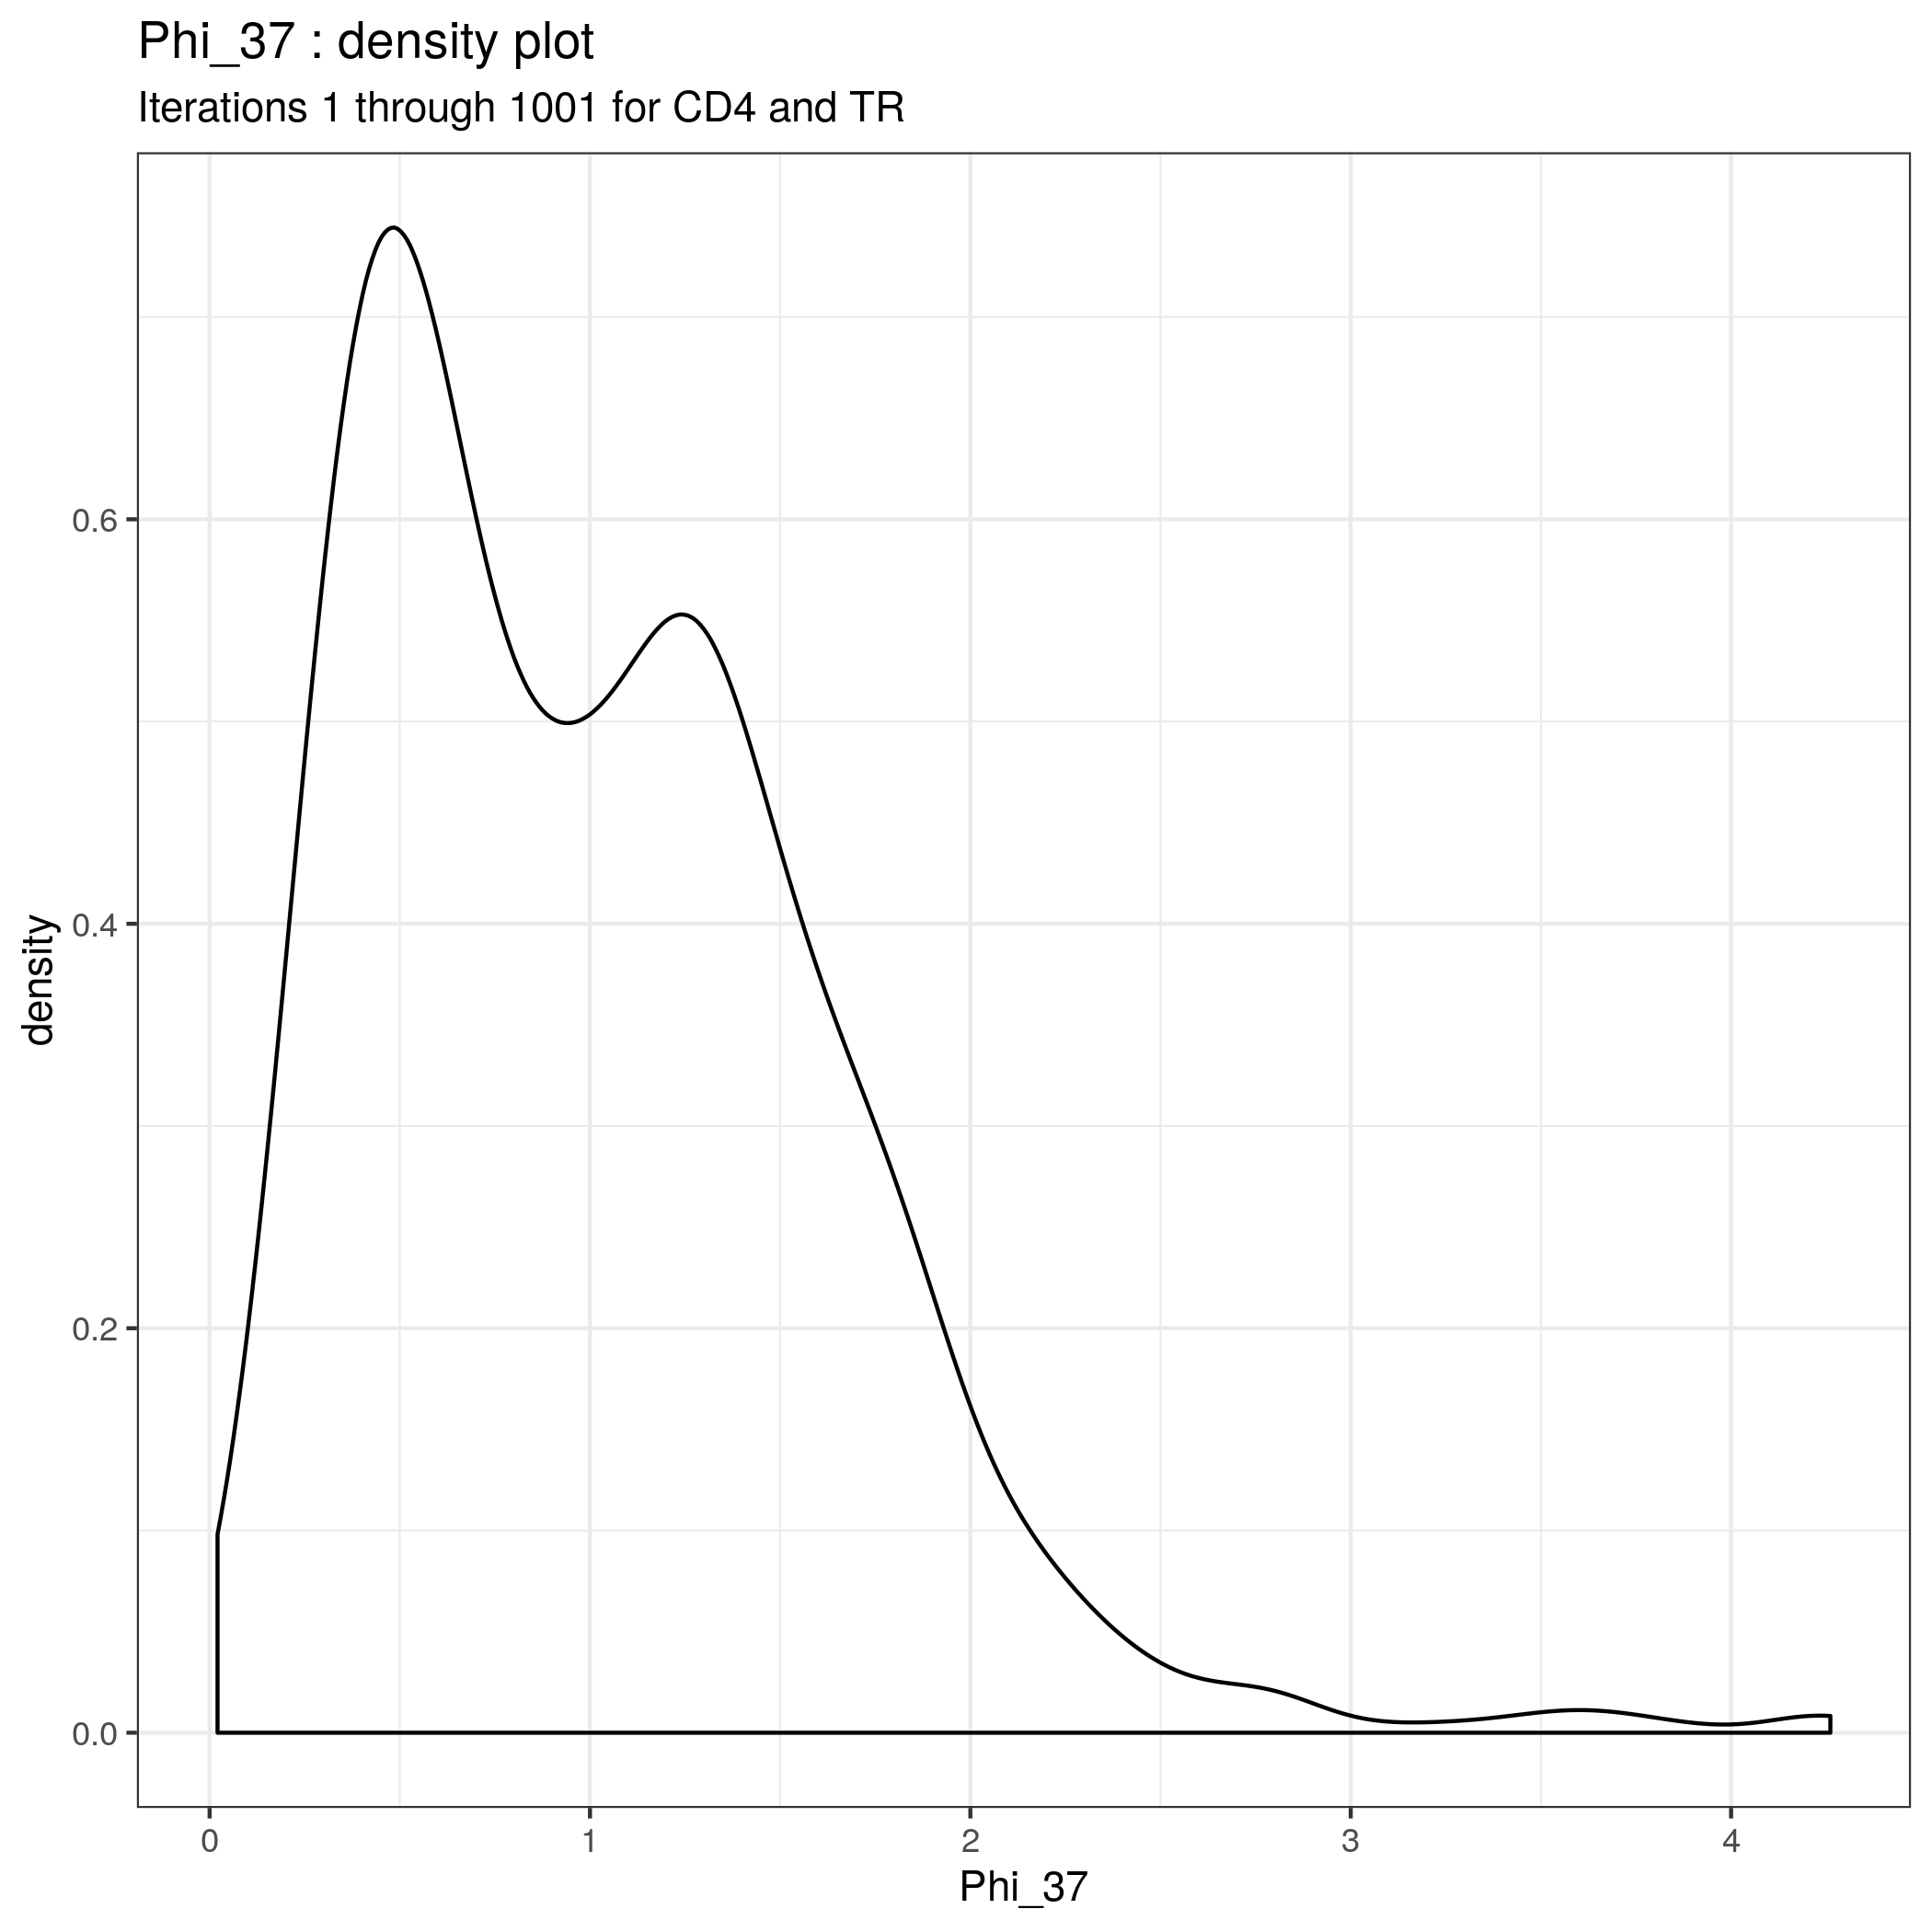 Phi_37 : density plot
Iterations 1 through 1001 for CD4 and TR
density
0.6
0.4
0.2
0.0
0 1 2 3 4
Phi_37